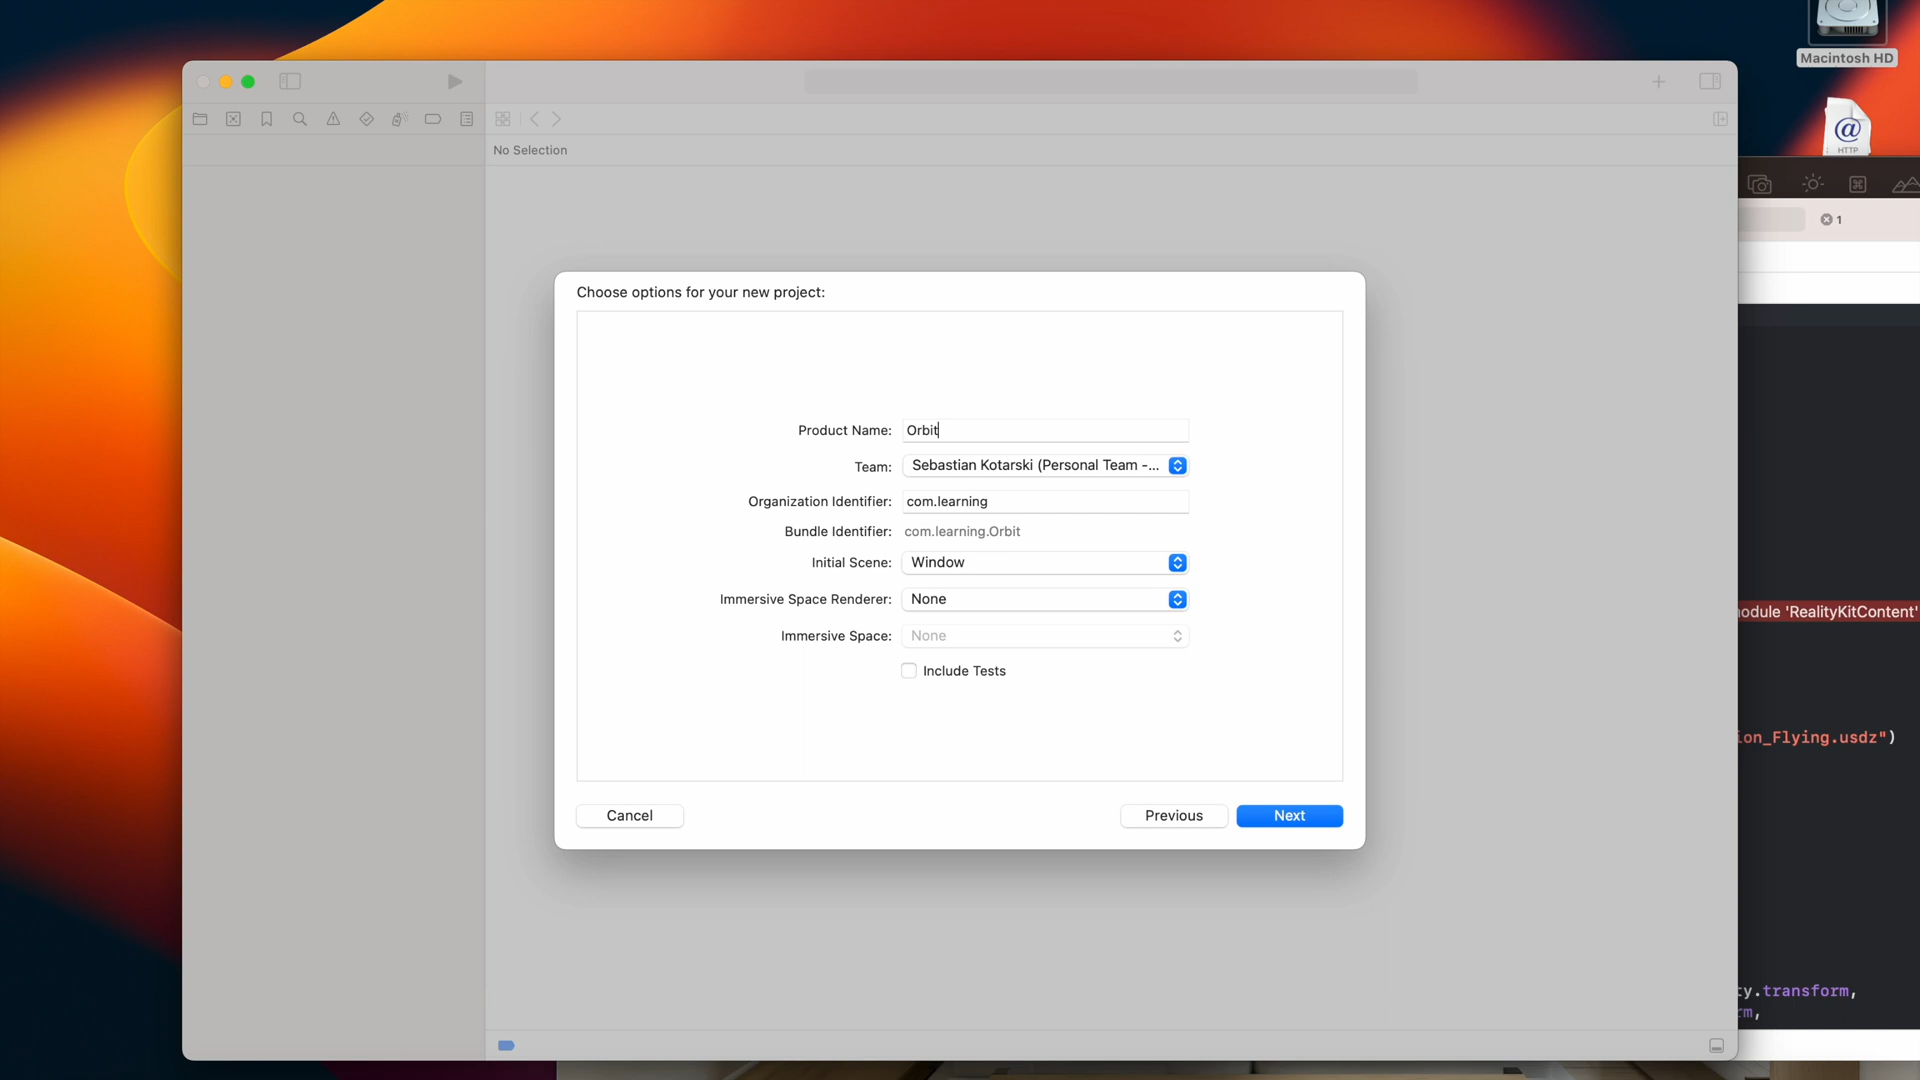 Macintosh HD
HTTP
No Selection
1
Choose options for your new project:
Product Name: Orbit
Team: Sebastian Kotarski (Personal Team -...
Organization Identifier: com.learning
Bundle Identifier: com.learning.Orbit
Initial Scene: Window
Immersive Space Renderer: None
Immersive Space: None
Include Tests
Cancel
Previous
Next
odule 'RealityKitContent'
ion_Flying.usdz")
ty.transform,
rm,